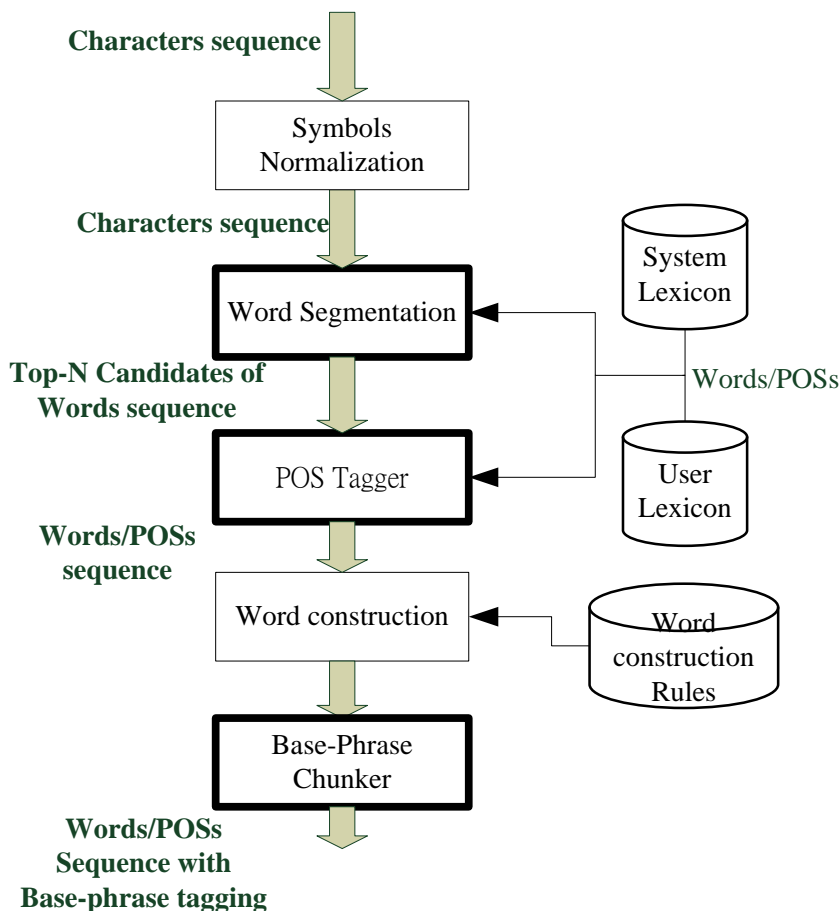 Characters sequence
Symbols
Normalization
Characters sequence
System
Lexicon
Word Segmentation
Top-N Candidates of
Words sequence
Words/POSs
POS Tagger
User
Lexicon
Words/POSs
sequence
Word construction
Word
construction
Rules
Base-Phrase
Chunker
Words/POSs
Sequence with
Base-phrase tagging